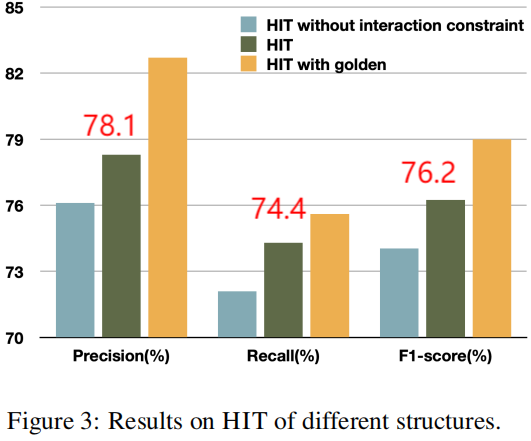 85
HIT without interaction constraint
HIT
HIT with golden
82
79
78.1
76.2
76
74.4
73
70
Precision(%)
Recall(%)
F1-score(%)
Figure 3: Results on HIT of different structures.